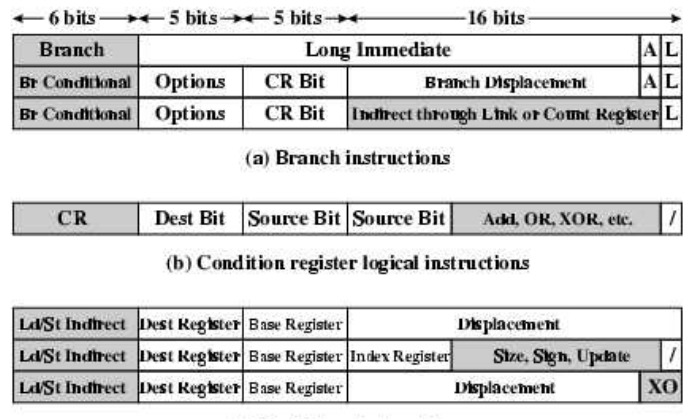 6 bits 5 bits 5 bits 16 bits
Branch Long Immediate A L
Br Conditional Options CR Bit Branch Displacement A L
Br Conditional Options CR Bit Indirect through Link or Count Register L
(a) Branch instructions
CR Dest Bit Source Bit Source Bit Add, OR, XOR, etc. /
(b) Condition register logical instructions
Ld/St Indirect Dest Register Base Register Displacement
Ld/St Indirect Dest Register Base Register Index Register Size, Sign, Update /
Ld/St Indirect Dest Register Base Register Displacement XO